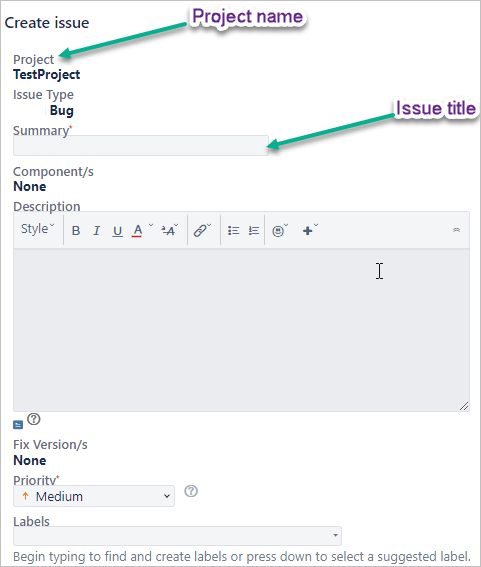 Project name
Create issue
Project
TestProject
Issue Type
Bug
Issue title
Summary*
Component/s
None
Description
Style B I U A ᵃA
Fix Version/s
None
Priority*
Medium
Labels
Begin typing to find and create labels or press down to select a suggested label.